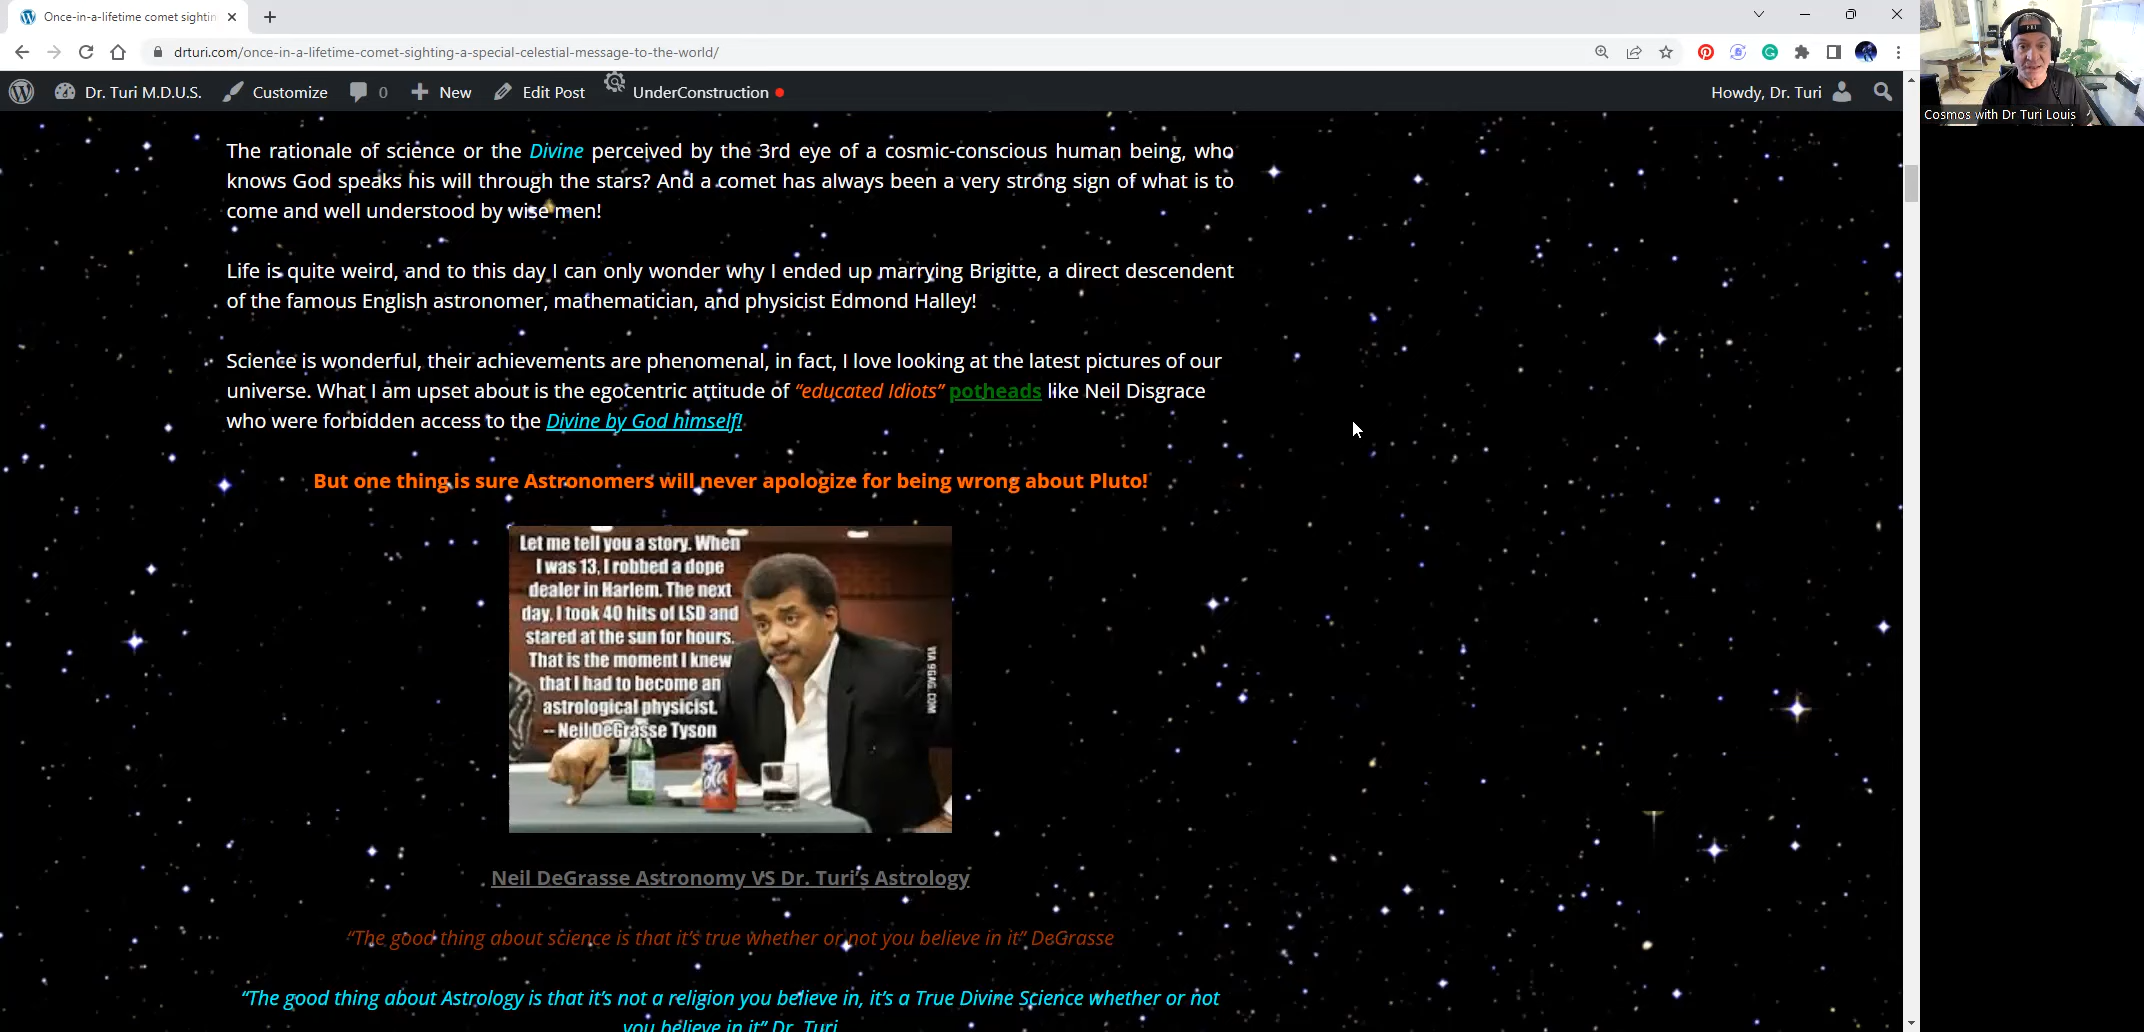 Once-in-a-lifetime comet sightin
drturi.com/once-in-a-lifetime-comet-sighting-a-special-celestial-message-to-the-world/
Dr. Turi M.D.U.S. Customize 0 New Edit Post UnderConstruction Howdy, Dr. Turi
Cosmos with Dr Turi Louis
The rationale of science or the Divine perceived by the 3rd eye of a cosmic-conscious human being, who
knows God speaks his will through the stars? And a comet has always been a very strong sign of what is to
come and well understood by wise men!
Life is quite weird, and to this day I can only wonder why I ended up marrying Brigitte, a direct descendent
of the famous English astronomer, mathematician, and physicist Edmond Halley!
Science is wonderful, their achievements are phenomenal, in fact, I love looking at the latest pictures of our
universe. What I am upset about is the egocentric attitude of “educated Idiots” potheads like Neil Disgrace
who were forbidden access to the Divine by God himself!
But one thing is sure Astronomers will never apologize for being wrong about Pluto!
Let me tell you a story. When
I was 13, I robbed a dope
dealer in Harlem. The next
day, I took 40 hits of LSD and
stared at the sun for hours.
That is the moment I knew
that I had to become an
astrological physicist.
-- Neil DeGrasse Tyson
VIA 9GAG.COM
Neil DeGrasse Astronomy VS Dr. Turi’s Astrology
“The good thing about science is that it’s true whether or not you believe in it” DeGrasse
“The good thing about Astrology is that it’s not a religion you believe in, it’s a True Divine Science whether or not
you believe in it” Dr. Turi